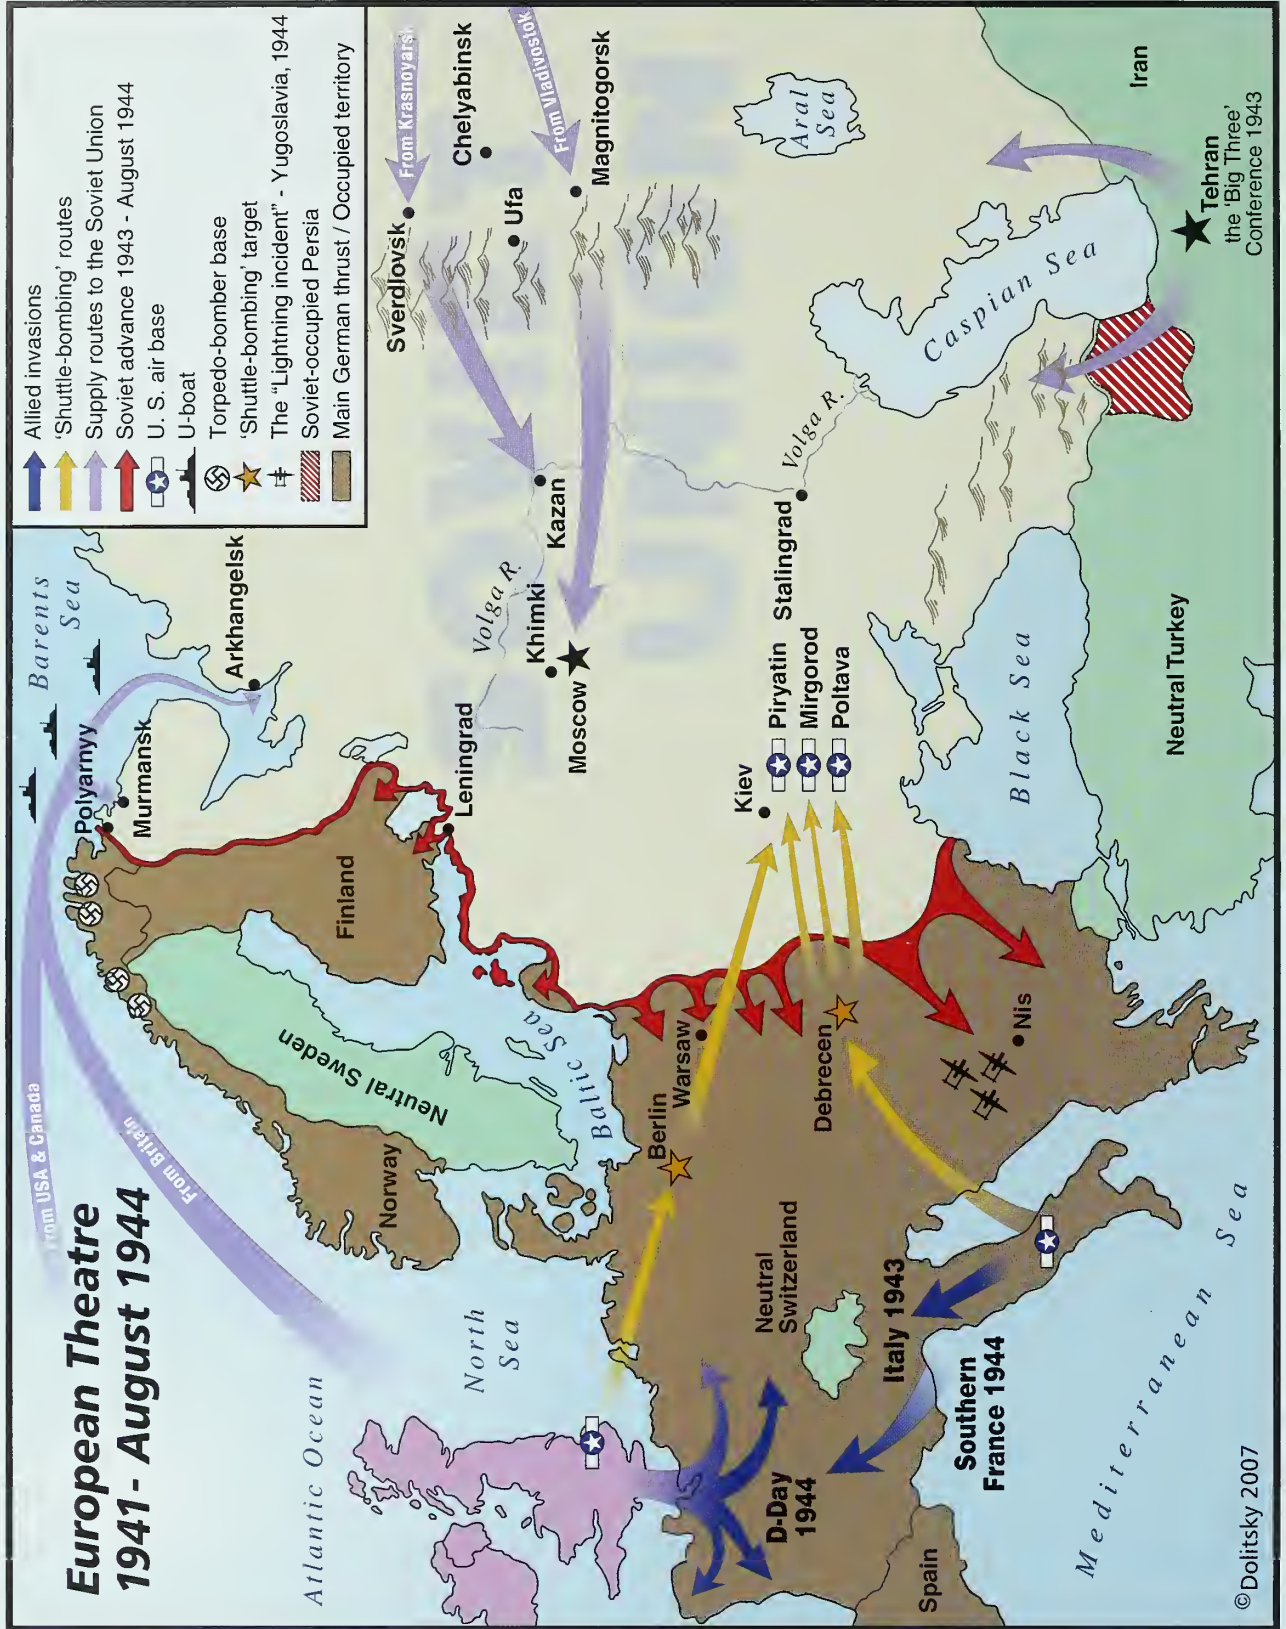 European Theatre
1941- August 1944
Allied invasions
'Shuttle-bombing' routes
Supply routes to the Soviet Union
Soviet advance 1943 - August 1944
U. S. air base
U-boat
Torpedo-bomber base
'Shuttle-bombing' target
The "Lightning incident" - Yugoslavia, 1944
Soviet-occupied Persia
Main German thrust / Occupied territory
From USA & Canada
From Britain
Atlantic Ocean
North
Sea
Barents
Sea
Polyarnyy
Murmansk
Arkhangelsk
Norway
Neutral Sweden
Finland
Baltic Sea
Leningrad
SOVIET
UNION
Volga R.
Khimki
Moscow
Kazan
Sverdlovsk
From Krasnoyarsk
Chelyabinsk
Ufa
From Vladivostok
Magnitogorsk
Berlin
Warsaw
Kiev
Piryatin
Mirgorod
Poltava
Stalingrad
Volga R.
Aral
Sea
Caspian Sea
Debrecen
Nis
Neutral
Switzerland
D-Day
1944
Italy 1943
Southern
France 1944
Spain
Mediterranean Sea
Black Sea
Neutral Turkey
Tehran
the 'Big Three'
Conference 1943
Iran
©Dolitsky 2007